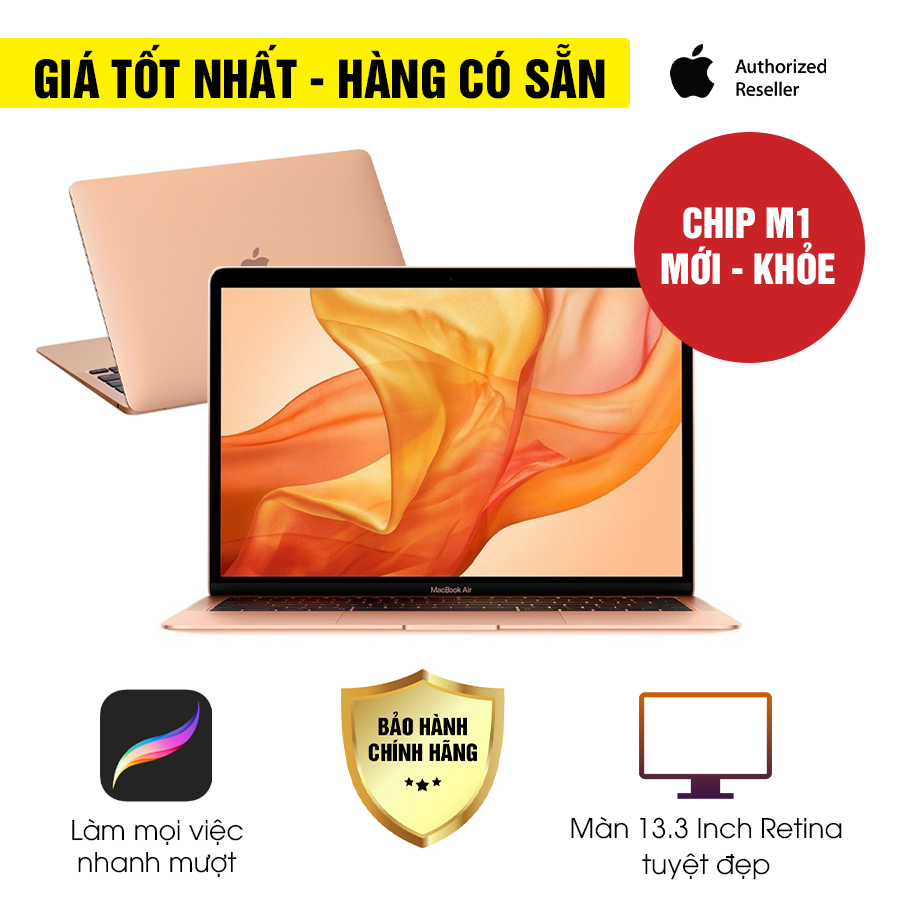 GIÁ TỐT NHẤT - HÀNG CÓ SẴN
Authorized
Reseller
CHIP M1
MỚI - KHỎE
MacBook Air
BẢO HÀNH
CHÍNH HÃNG
Làm mọi việc
nhanh mượt
Màn 13.3 Inch Retina
tuyệt đẹp